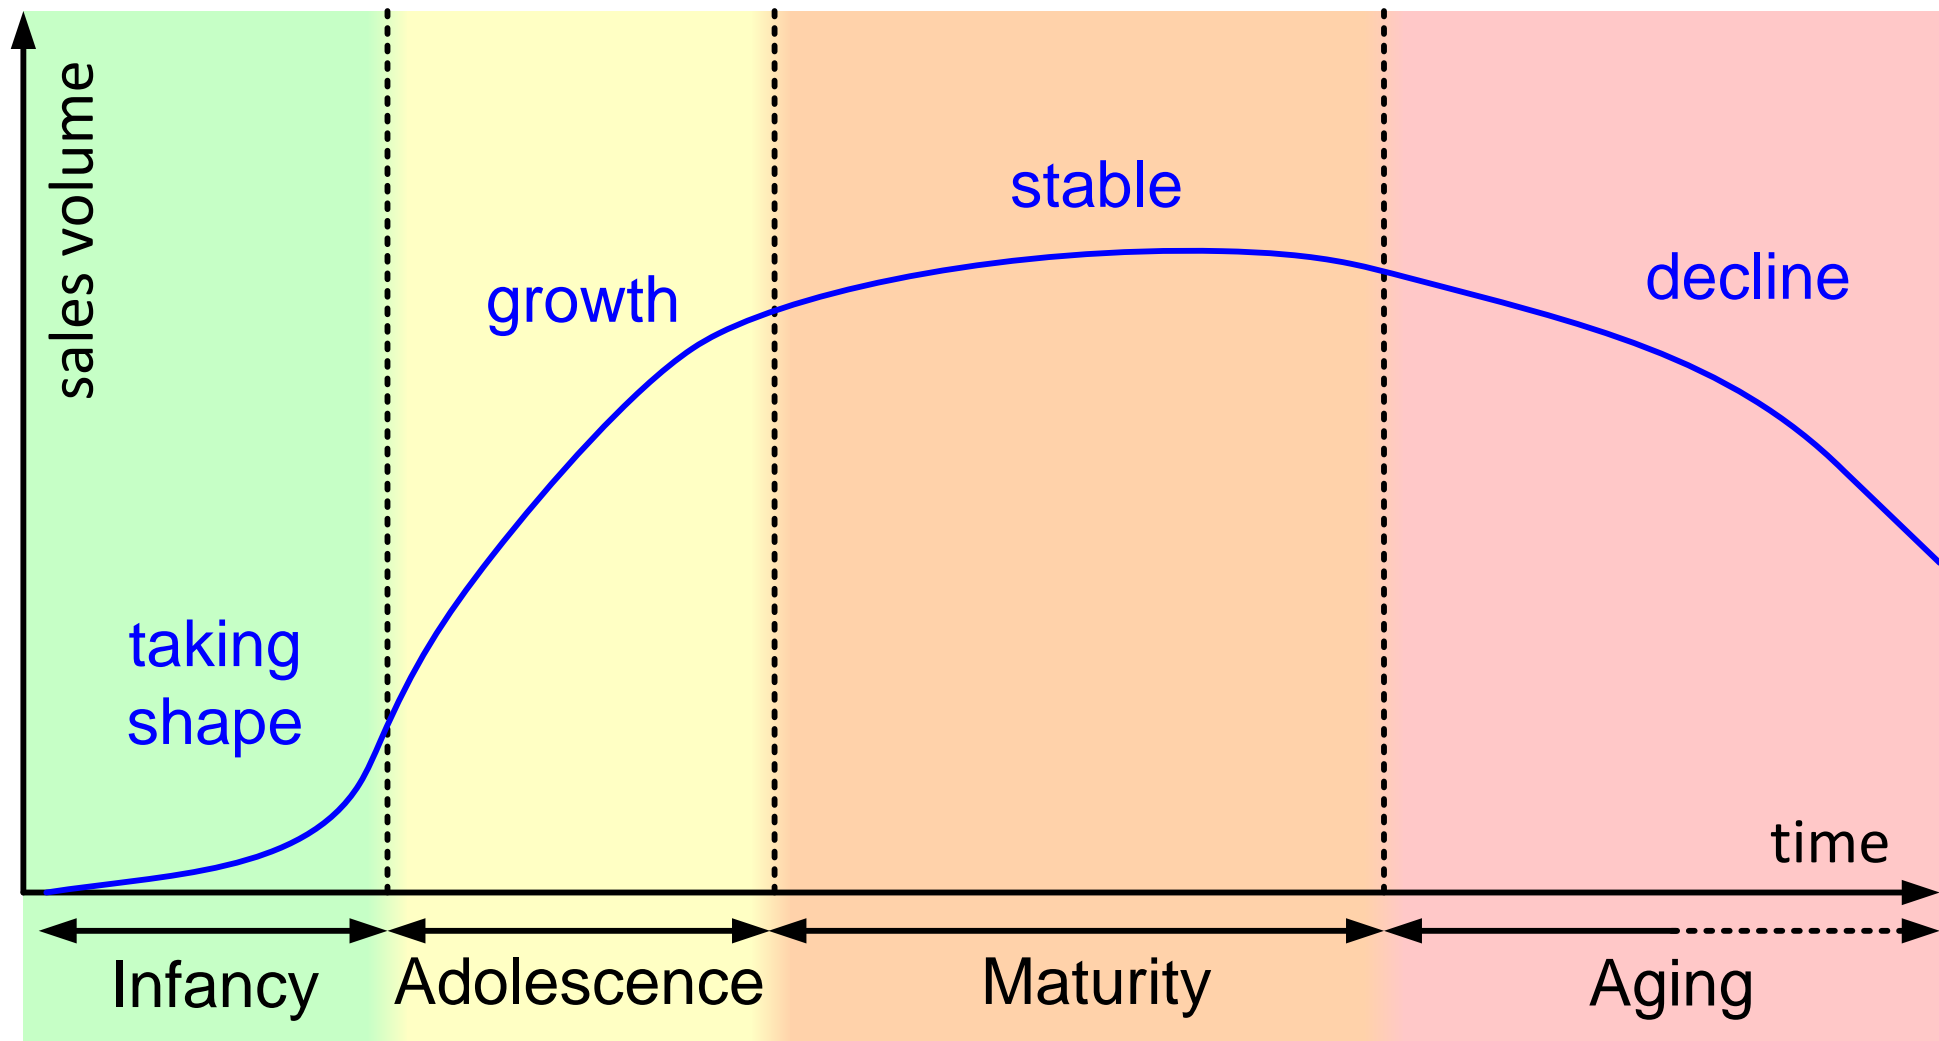 sales volume
stable
growth
decline
taking
shape
time
Infancy
Adolescence
Maturity
Aging